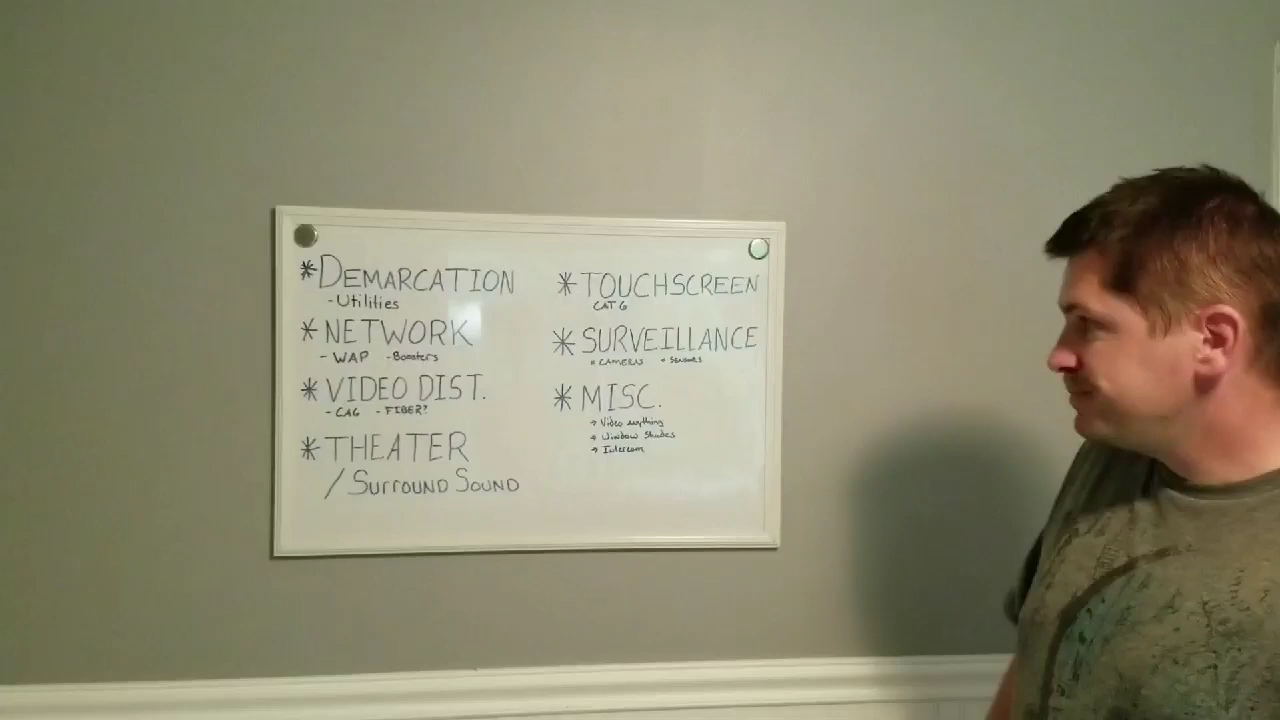 *DEMARCATION
-Utilities
*NETWORK
- WAP -Boosters
*VIDEO DIST.
- CA6 - FIBER?
*THEATER
/SURROUND SOUND
*TOUCHSCREEN
CAT 6
*SURVEILLANCE
* CAMERAS * SENSORS
*MISC.
→ Video anything
→ Window Shades
→ Intercom